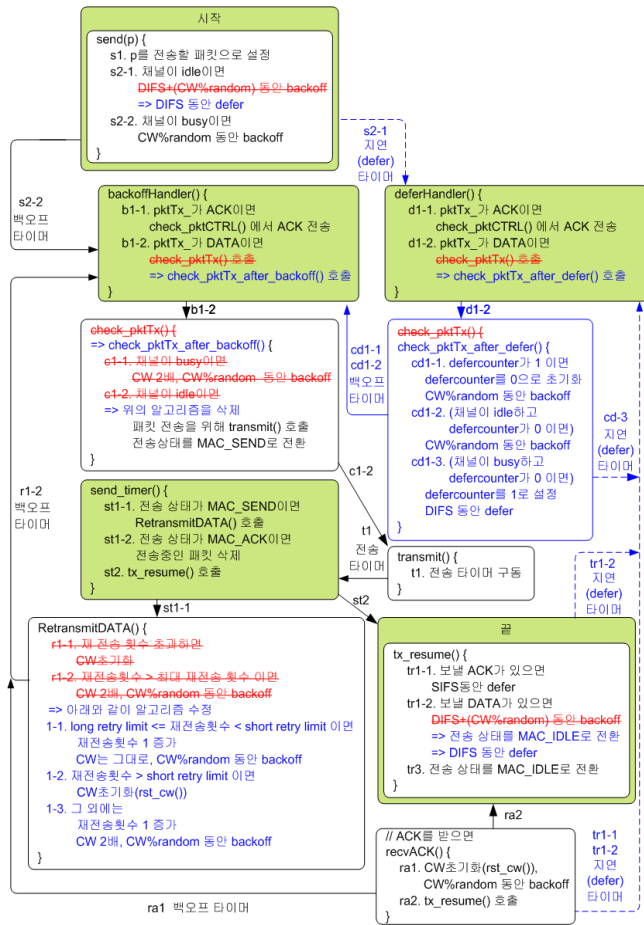 시작
send(p) {
s1. p를 전송할 패킷으로 설정
s2-1. 채널이 idle이면
DIFS+(CW%random) 동안 backoff
=> DIFS 동안 defer
s2-2. 채널이 busy이면
CW%random 동안 backoff
}
s2-1
지연
(defer)
타이머
s2-2
백오프
타이머
backoffHandler() {
b1-1. pktTx_가 ACK이면
check_pktCTRL() 에서 ACK 전송
b1-2. pktTx_가 DATA이면
check_pktTx() 호출
=> check_pktTx_after_backoff() 호출
}
deferHandler() {
d1-1. pktTx_가 ACK이면
check_pktCTRL() 에서 ACK 전송
d1-2. pktTx_가 DATA이면
check_pktTx() 호출
=> check_pktTx_after_defer() 호출
}
b1-2
d1-2
check_pktTx() {
=> check_pktTx_after_backoff() {
c1-1. 채널이 busy이면
CW 2배, CW%random 동안 backoff
c1-2. 채널이 idle이면
=> 위의 알고리즘을 삭제
패킷 전송을 위해 transmit() 호출
전송상태를 MAC_SEND로 전환
}
cd1-1
cd1-2
백오프
타이머
check_pktTx() {
check_pktTx_after_defer() {
cd1-1. defercounter가 1 이면
defercounter를 0으로 초기화
CW%random 동안 backoff
cd1-2. (채널이 idle하고
defercounter가 0 이면)
CW%random 동안 backoff
cd1-3. (채널이 busy하고
defercounter가 0 이면)
defercounter를 1로 설정
DIFS 동안 defer
}
cd-3
지연
(defer)
타이머
r1-2
백오프
타이머
c1-2
send_timer() {
st1-1. 전송 상태가 MAC_SEND이면
RetransmitDATA() 호출
st1-2. 전송 상태가 MAC_ACK이면
전송중인 패킷 삭제
st2. tx_resume() 호출
}
t1
전송
타이머
transmit() {
t1. 전송 타이머 구동
}
tr1-2
지연
(defer)
타이머
st1-1
st2
RetransmitDATA() {
r1-1. 재 전송 횟수 초과하면
CW초기화
r1-2. 재전송횟수 > 최대 재전송 횟수 이면
CW 2배, CW%random 동안 backoff
=> 아래와 같이 알고리즘 수정
1-1. long retry limit <= 재전송횟수 < short retry limit 이면
재전송횟수 1 증가
CW는 그대로, CW%random 동안 backoff
1-2. 재전송횟수 > short retry limit 이면
CW초기화(rst_cw())
1-3. 그 외에는
재전송횟수 1 증가
CW 2배, CW%random 동안 backoff
}
끝
tx_resume() {
tr1-1. 보낼 ACK가 있으면
SIFS동안 defer
tr1-2. 보낼 DATA가 있으면
DIFS+(CW%random) 동안 backoff
=> 전송 상태를 MAC_IDLE로 전환
=> DIFS 동안 defer
tr3. 전송 상태를 MAC_IDLE로 전환
}
ra2
// ACK를 받으면
recvACK() {
ra1. CW초기화(rst_cw()),
CW%random 동안 backoff
ra2. tx_resume() 호출
}
tr1-1
tr1-2
지연
(defer)
타이머
ra1 백오프 타이머